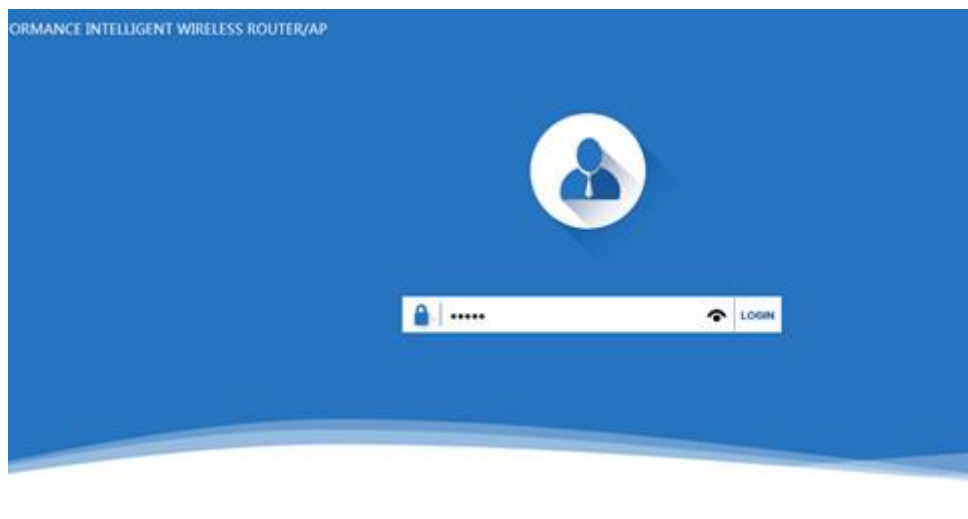 ORMANCE INTELLIGENT WIRELESS ROUTER/AP
••••• LOGIN